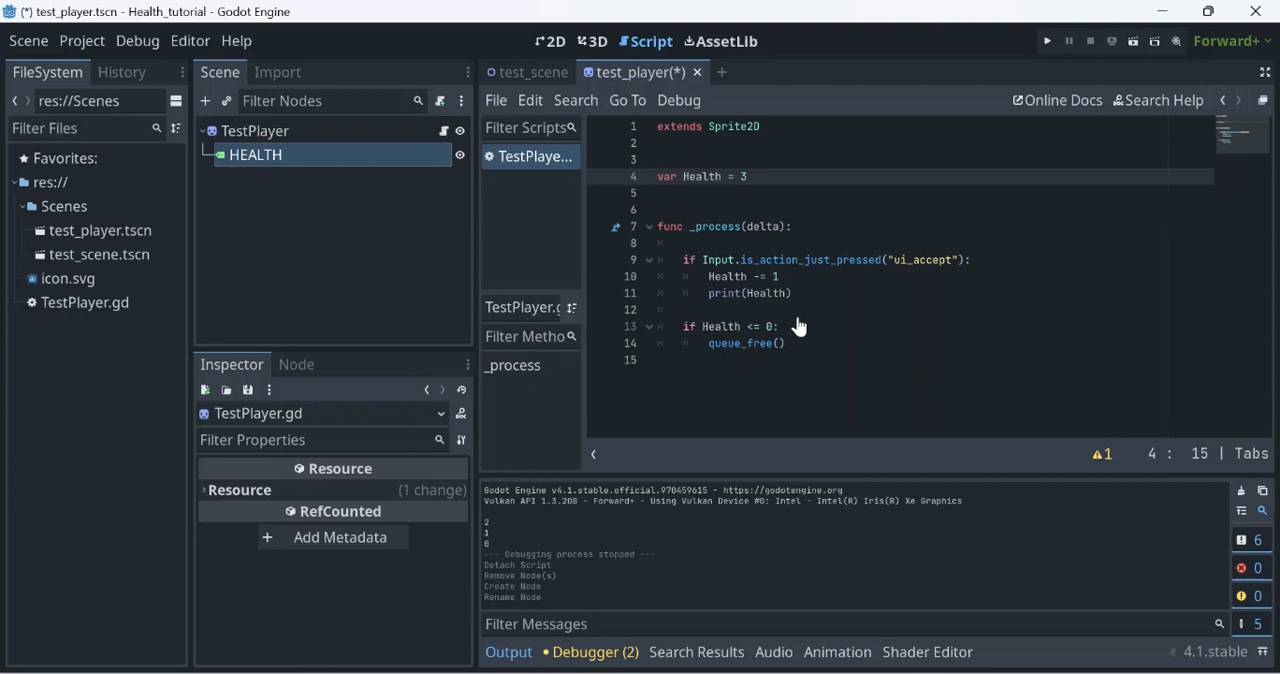 (*) test_player.tscn - Health_tutorial - Godot Engine
Scene Project Debug Editor Help
2D 3D Script AssetLib
Forward+
FileSystem History
Scene Import
test_scene test_player(*)
res://Scenes
Filter Nodes
File Edit Search Go To Debug
Online Docs Search Help
Filter Files
Favorites:
res://
Scenes
test_player.tscn
test_scene.tscn
icon.svg
TestPlayer.gd
TestPlayer
HEALTH
Filter Scripts
TestPlaye...
TestPlayer.g
Filter Metho
_process
1 extends Sprite2D
2
3
4 var Health = 3
5
6
7 func _process(delta):
8
9 if Input.is_action_just_pressed("ui_accept"):
10 Health -= 1
11 print(Health)
12
13 if Health <= 0:
14 queue_free()
15
1 4 : 15 | Tabs
Inspector Node
TestPlayer.gd
Filter Properties
Resource
Resource (1 change)
RefCounted
+ Add Metadata
Godot Engine v4.1.stable.official.970459615 - https://godotengine.org
Vulkan API 1.3.208 - Forward+ - Using Vulkan Device #0: Intel - Intel(R) Iris(R) Xe Graphics
2
1
0
--- Debugging process stopped ---
Detach Script
Remove Node(s)
Create Node
Rename Node
6
0
0
5
Filter Messages
Output Debugger (2) Search Results Audio Animation Shader Editor
4.1.stable